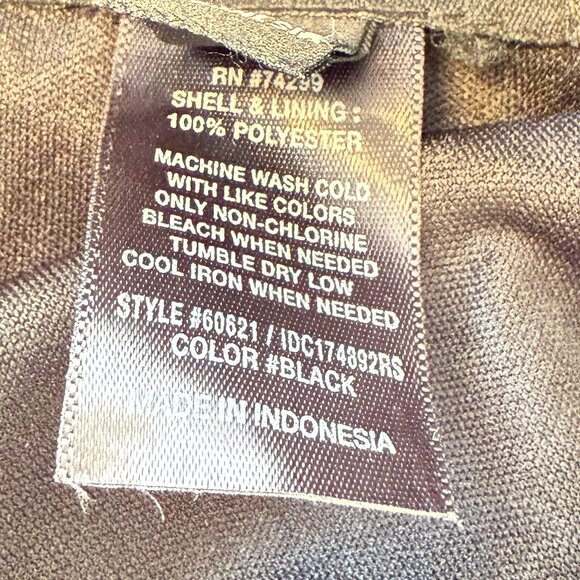 RN #74299
SHELL & LINING :
100% POLYESTER
MACHINE WASH COLD
WITH LIKE COLORS
ONLY NON-CHLORINE
BLEACH WHEN NEEDED
TUMBLE DRY LOW
COOL IRON WHEN NEEDED
STYLE #60621 / IDC174892RS
COLOR #BLACK
MADE IN INDONESIA